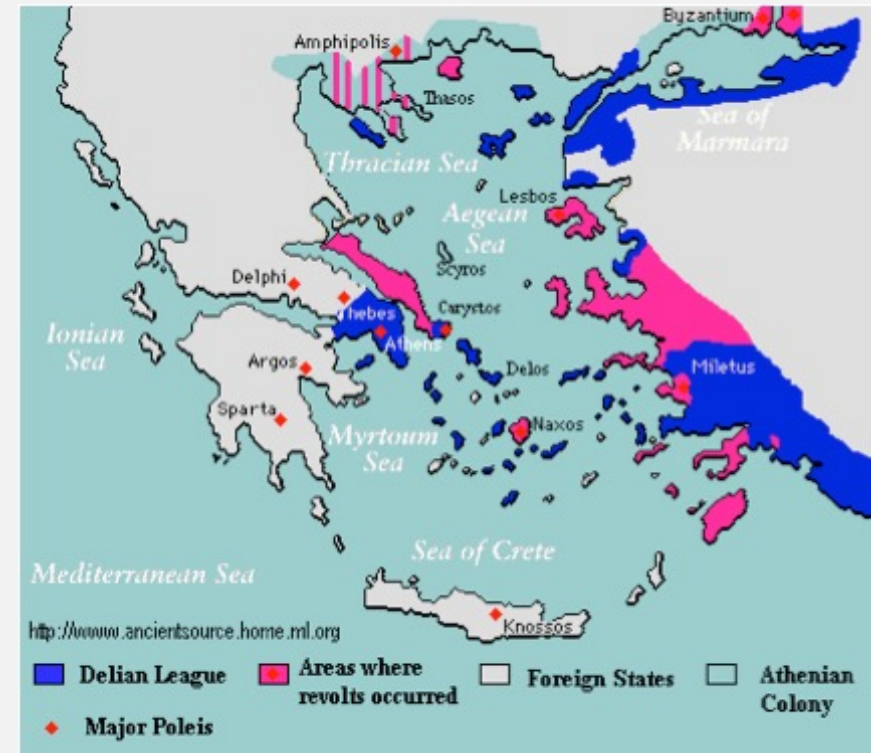 Byzantium
Amphipolis
Thasos
Sea of
Marmara
Thracian Sea
Lesbos
Aegean
Sea
Scyros
Delphi
Carystos
Thebes
Ionian
Sea
Athens
Argos
Delos
Miletus
Sparta
Naxos
Myrtoum
Sea
Sea of Crete
Mediterranean Sea
http://wwww.ancientsource.home.ml.org
Knossos
Delian League
Areas where
revolts occurred
Foreign States
Athenian
Colony
Major Poleis